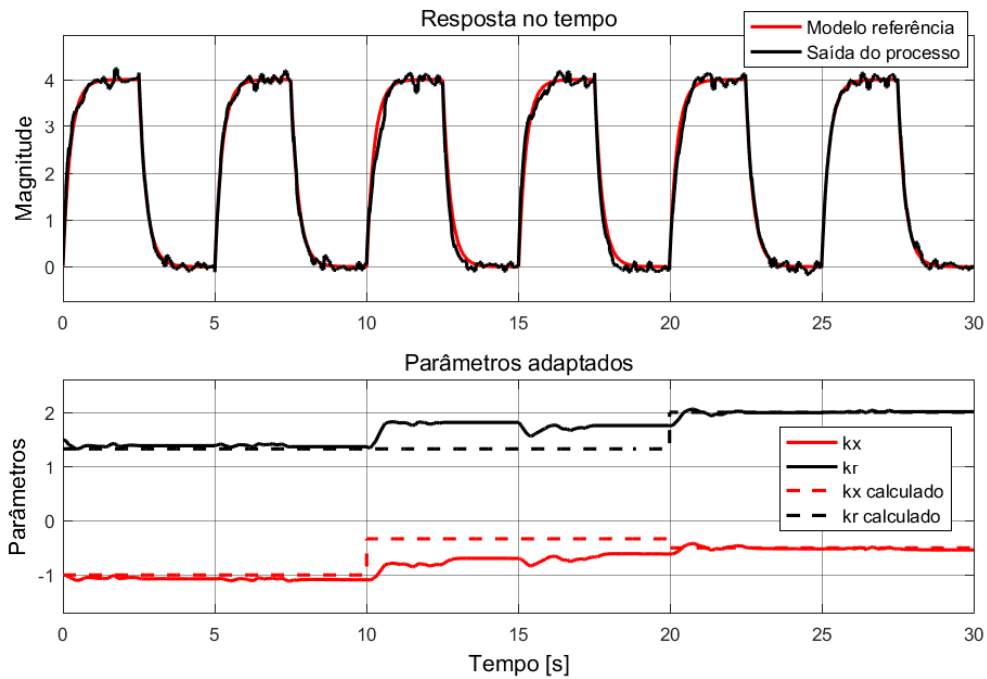 Resposta no tempo
Modelo referência
Saída do processo
Magnitude
4
3
2
1
0
0 5 10 15 20 25 30
Parâmetros adaptados
Parâmetros
2
1
0
-1
kx
kr
kx calculado
kr calculado
0 5 10 15 20 25 30
Tempo [s]